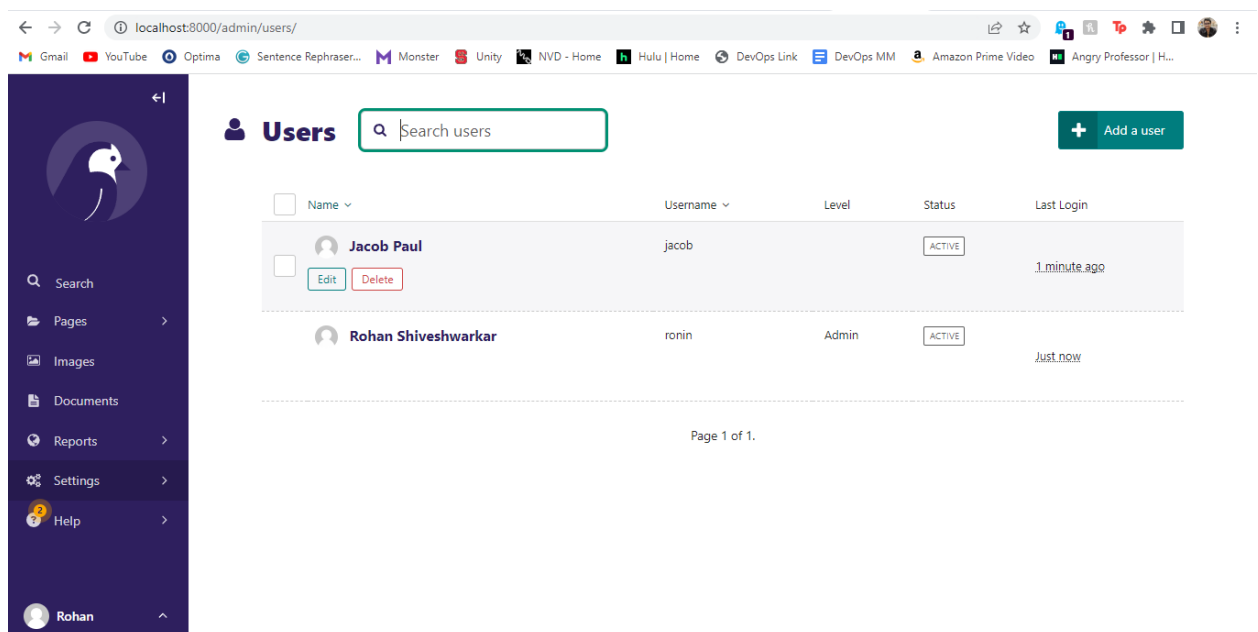 localhost:8000/admin/users/
1
Tp
Gmail YouTube Optima Sentence Rephraser... Monster Unity NVD - Home h Hulu | Home DevOps Link DevOps MM a Amazon Prime Video Angry Professor | H...
Users
Search users
+ Add a user
Name Username Level Status Last Login
Jacob Paul jacob ACTIVE
1 minute ago
Edit Delete
Rohan Shiveshwarkar ronin Admin ACTIVE
Just now
Page 1 of 1.
Search
Pages
Images
Documents
Reports
Settings
2
? Help
Rohan